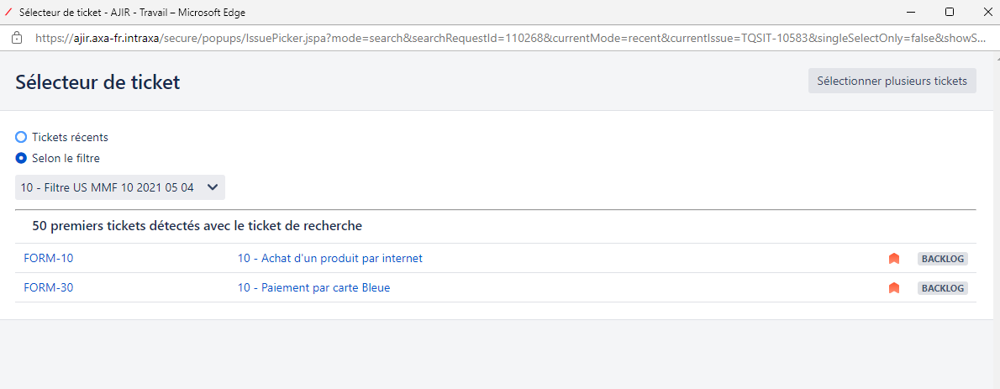 Sélecteur de ticket - AJIR - Travail – Microsoft Edge
https://ajir.axa-fr.intraxa/secure/popups/IssuePicker.jspa?mode=search&searchRequestId=110268&currentMode=recent&currentIssue=TQSIT-10583&singleSelectOnly=false&showS...
Sélecteur de ticket
Sélectionner plusieurs tickets
Tickets récents
Selon le filtre
10 - Filtre US MMF 10 2021 05 04
50 premiers tickets détectés avec le ticket de recherche
FORM-10 10 - Achat d'un produit par internet BACKLOG
FORM-30 10 - Paiement par carte Bleue BACKLOG